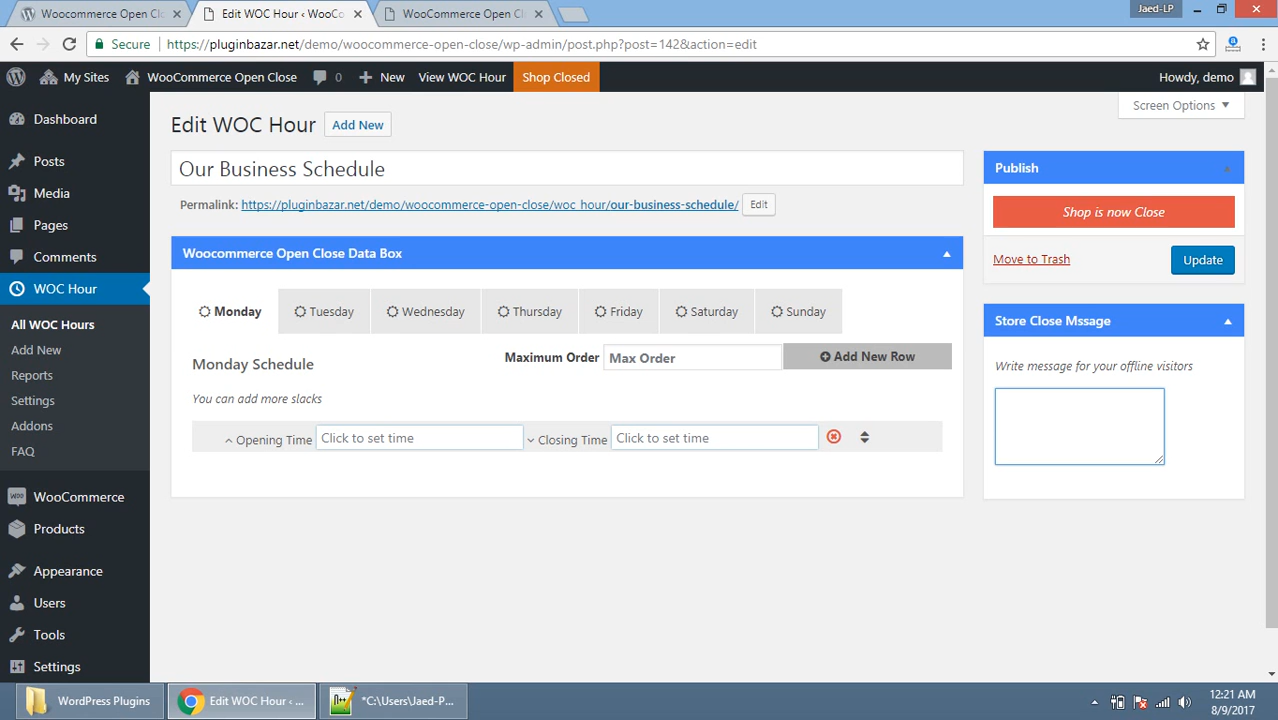 Woocommerce Open Cl
Edit WOC Hour ‹ WooCo
WooCommerce Open Cl
Jaed-LP
Secure
https://pluginbazar.net/demo/woocommerce-open-close/wp-admin/post.php?post=142&action=edit
My Sites
WooCommerce Open Close
0
New
View WOC Hour
Shop Closed
Howdy, demo
Screen Options
Dashboard
Posts
Media
Pages
Comments
WOC Hour
All WOC Hours
Add New
Reports
Settings
Addons
FAQ
WooCommerce
Products
Appearance
Users
Tools
Settings
Edit WOC Hour
Add New
Our Business Schedule
Permalink: https://pluginbazar.net/demo/woocommerce-open-close/woc_hour/our-business-schedule/ Edit
Woocommerce Open Close Data Box
Monday
Tuesday
Wednesday
Thursday
Friday
Saturday
Sunday
Monday Schedule
Maximum Order
Max Order
Add New Row
You can add more slacks
Opening Time
Click to set time
Closing Time
Click to set time
Publish
Shop is now Close
Move to Trash
Update
Store Close Mssage
Write message for your offline visitors
WordPress Plugins
Edit WOC Hour ‹ ...
*C:\Users\Jaed-P...
12:21 AM
8/9/2017